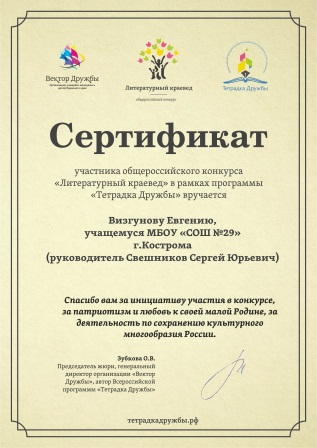 Вектор Дружбы
Литературный краевед
общероссийский конкурс
Тетрадка Дружбы
Сертификат
участника общероссийского конкурса
«Литературный краевед» в рамках программы
«Тетрадка Дружбы» вручается
Визгунову Евгению,
учащемуся МБОУ «СОШ №29»
г.Кострома
(руководитель Свешников Сергей Юрьевич)
Спасибо вам за инициативу участия в конкурсе,
за патриотизм и любовь к своей малой Родине, за
деятельность по сохранению культурного
многообразия России.
Зубкова О.В.
Председатель жюри, генеральный
директор организации «Вектор
Дружбы», автор Всероссийской
программы «Тетрадка Дружбы»
тетрадкадружбы.рф